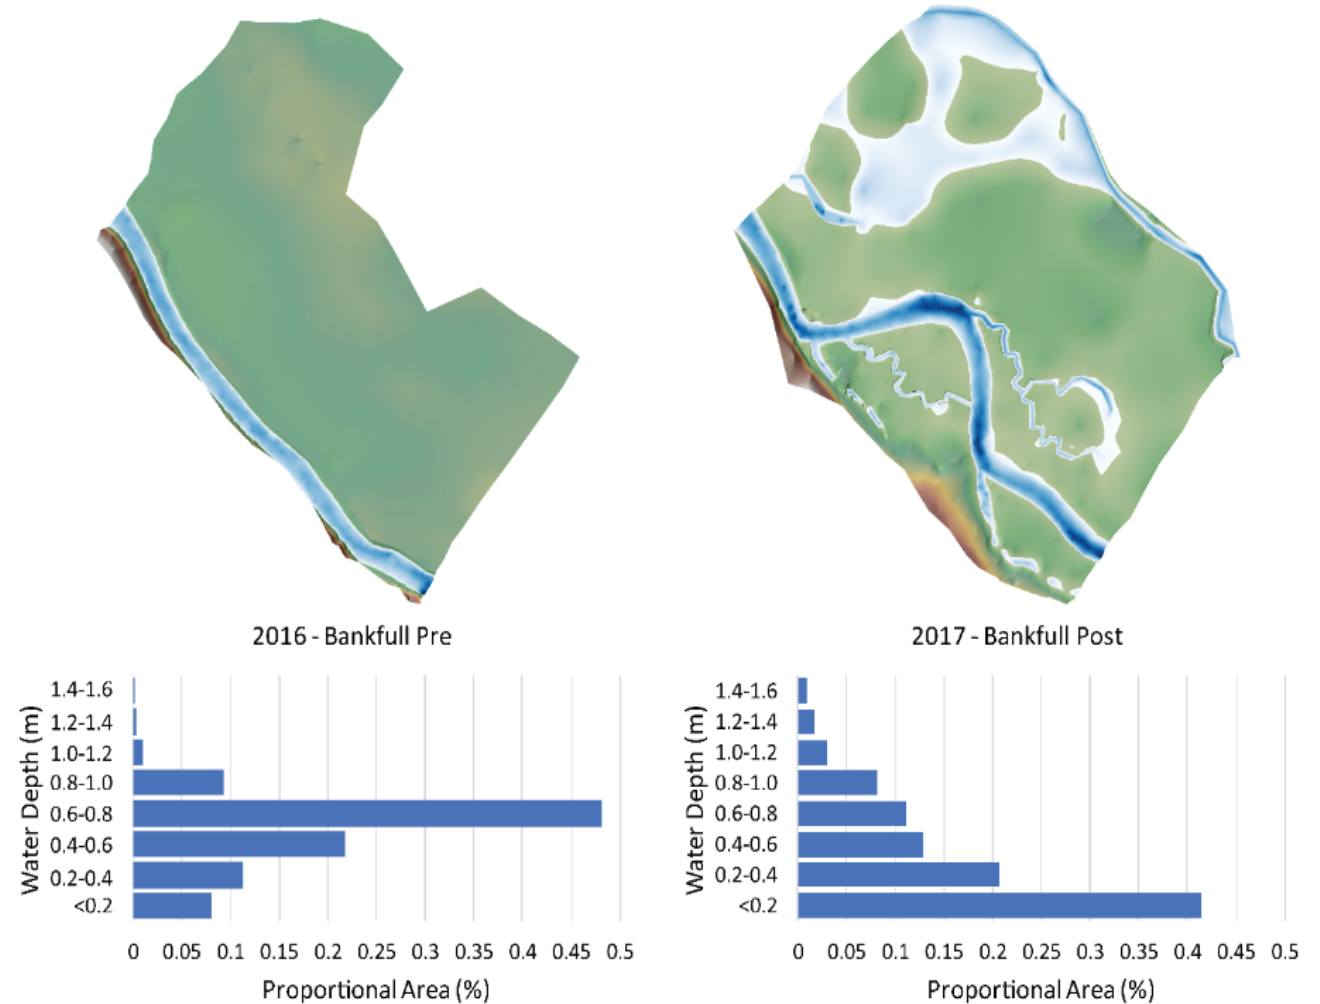 2016 - Bankfull Pre
Water Depth (m)
1.4-1.6
1.2-1.4
1.0-1.2
0.8-1.0
0.6-0.8
0.4-0.6
0.2-0.4
<0.2
0 0.05 0.1 0.15 0.2 0.25 0.3 0.35 0.4 0.45 0.5
Proportional Area (%)
2017 - Bankfull Post
Water Depth (m)
1.4-1.6
1.2-1.4
1.0-1.2
0.8-1.0
0.6-0.8
0.4-0.6
0.2-0.4
<0.2
0 0.05 0.1 0.15 0.2 0.25 0.3 0.35 0.4 0.45 0.5
Proportional Area (%)